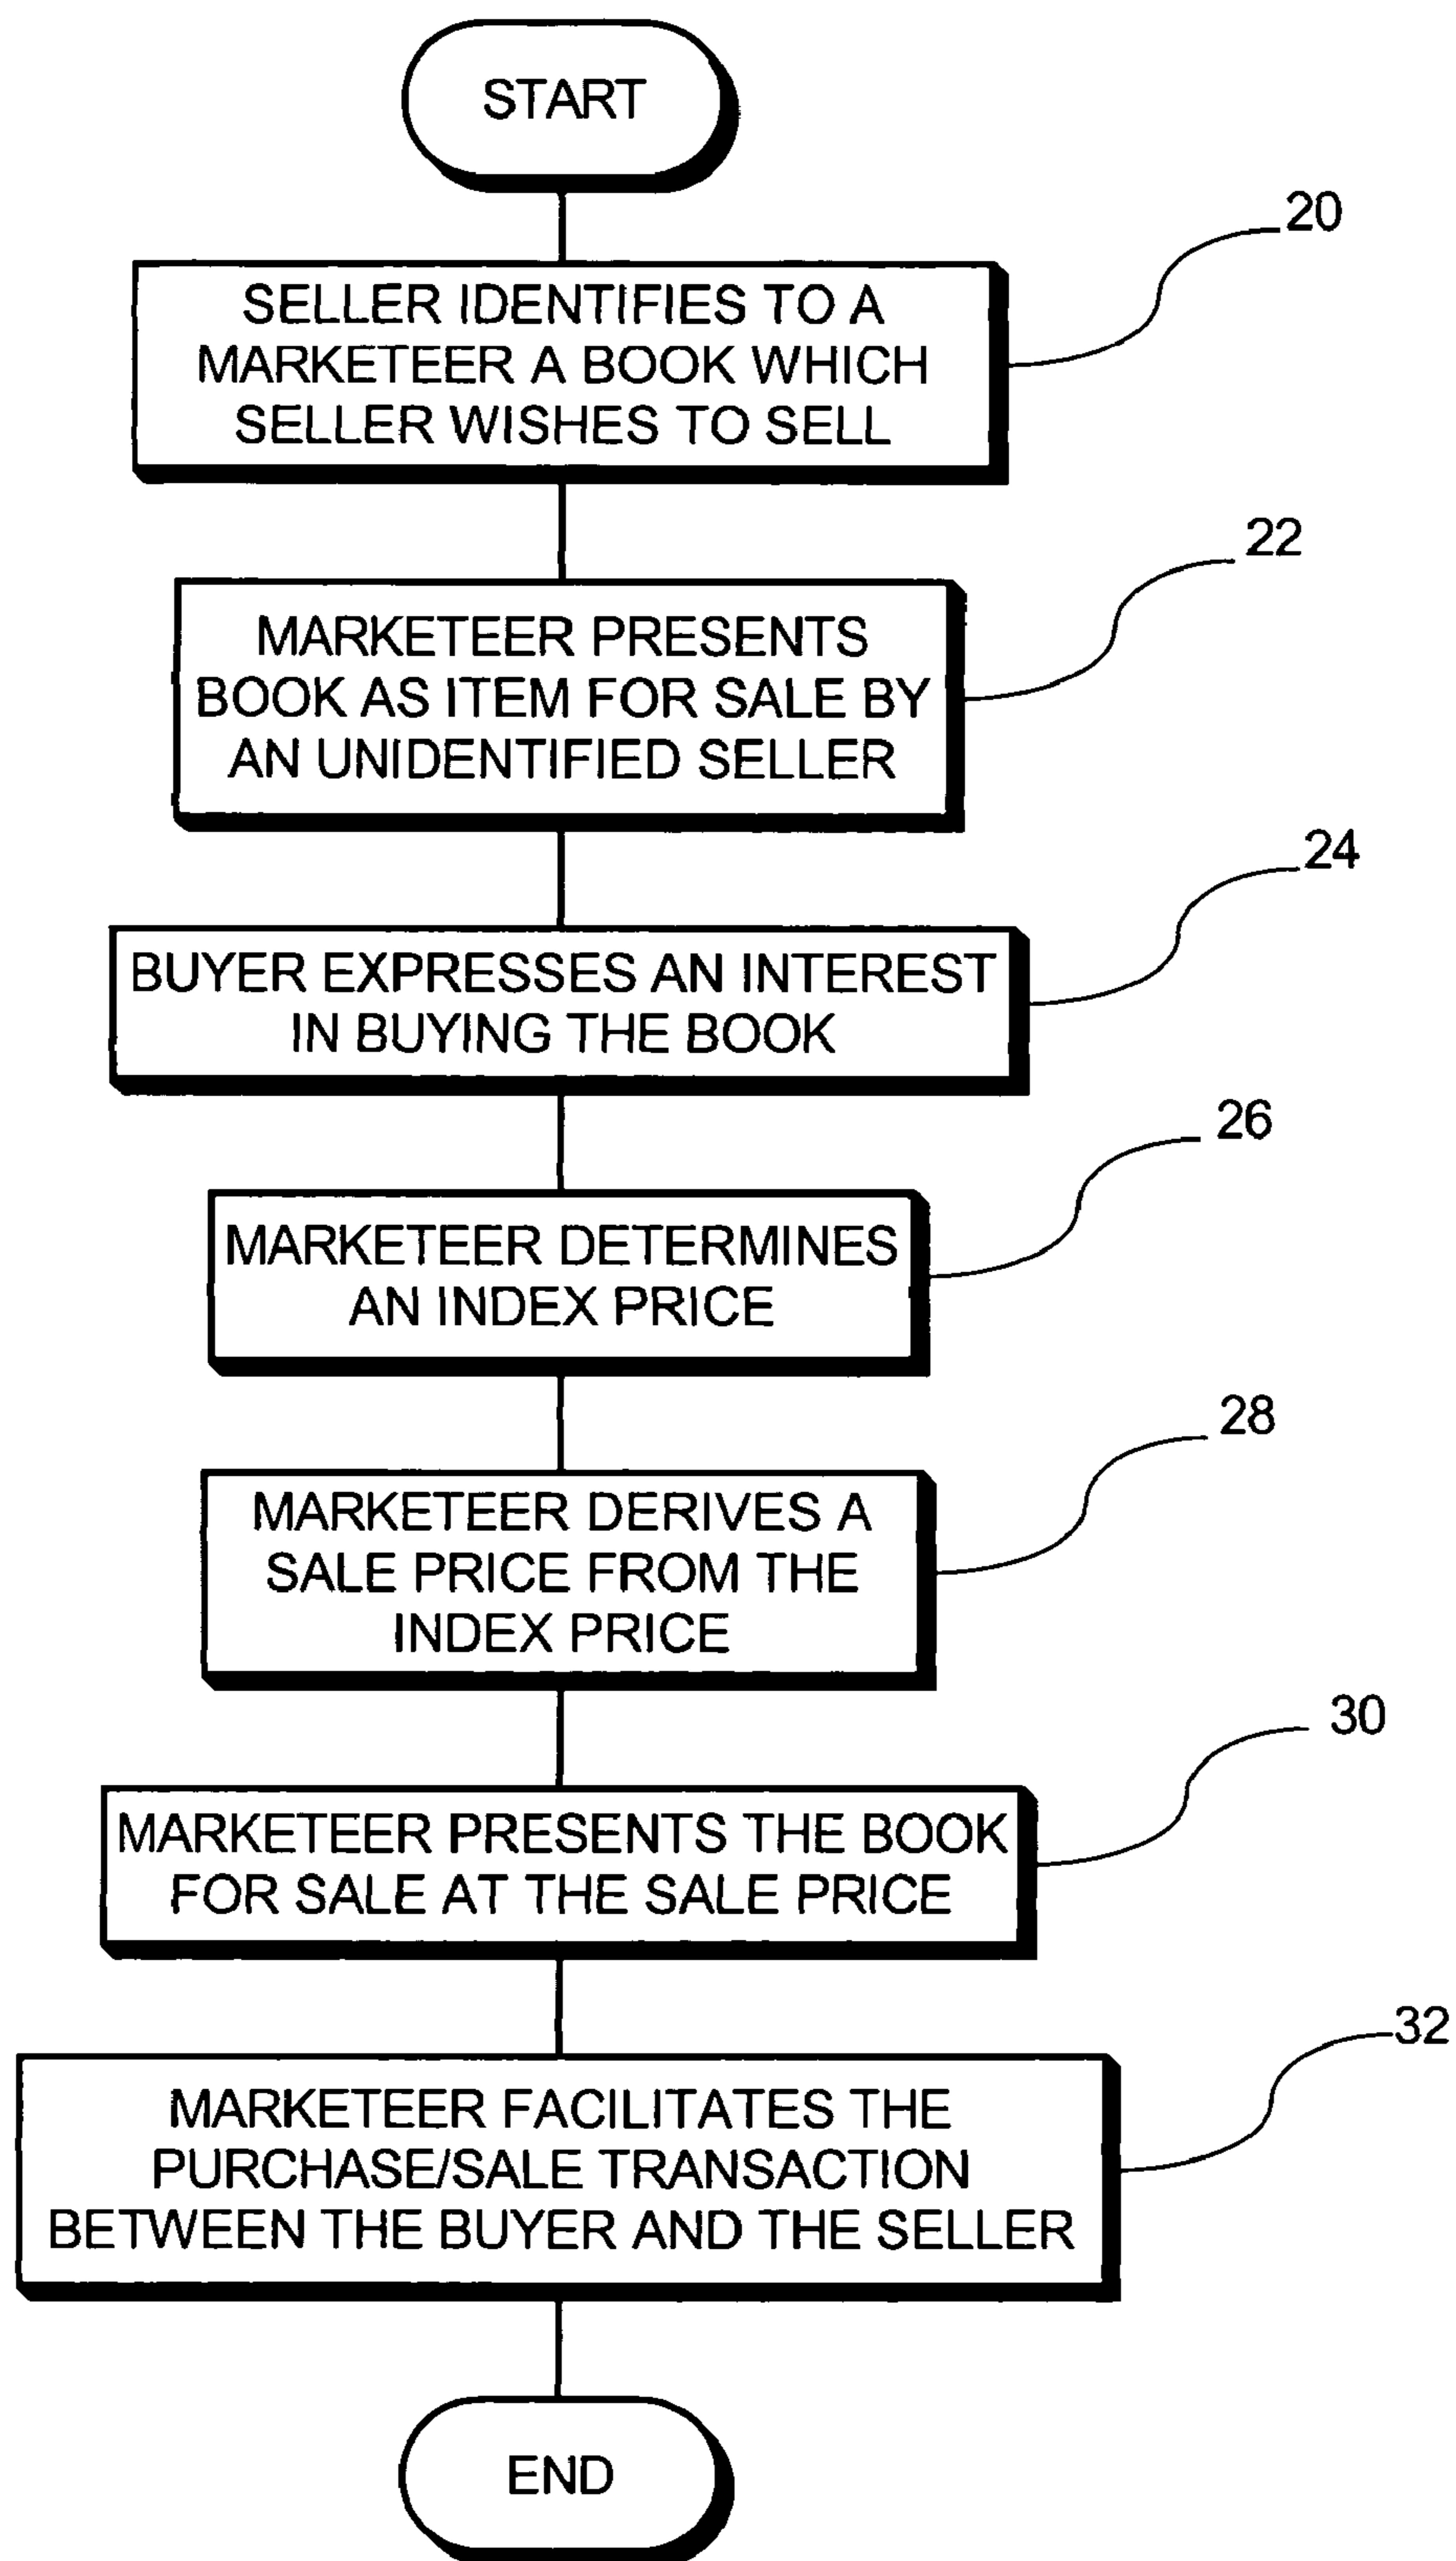 START
20
SELLER IDENTIFIES TO A
MARKETEER A BOOK WHICH
SELLER WISHES TO SELL
22
MARKETEER PRESENTS
BOOK AS ITEM FOR SALE BY
AN UNIDENTIFIED SELLER
24
BUYER EXPRESSES AN INTEREST
IN BUYING THE BOOK
26
MARKETEER DETERMINES
AN INDEX PRICE
28
MARKETEER DERIVES A
SALE PRICE FROM THE
INDEX PRICE
30
MARKETEER PRESENTS THE BOOK
FOR SALE AT THE SALE PRICE
32
MARKETEER FACILITATES THE
PURCHASE/SALE TRANSACTION
BETWEEN THE BUYER AND THE SELLER
END